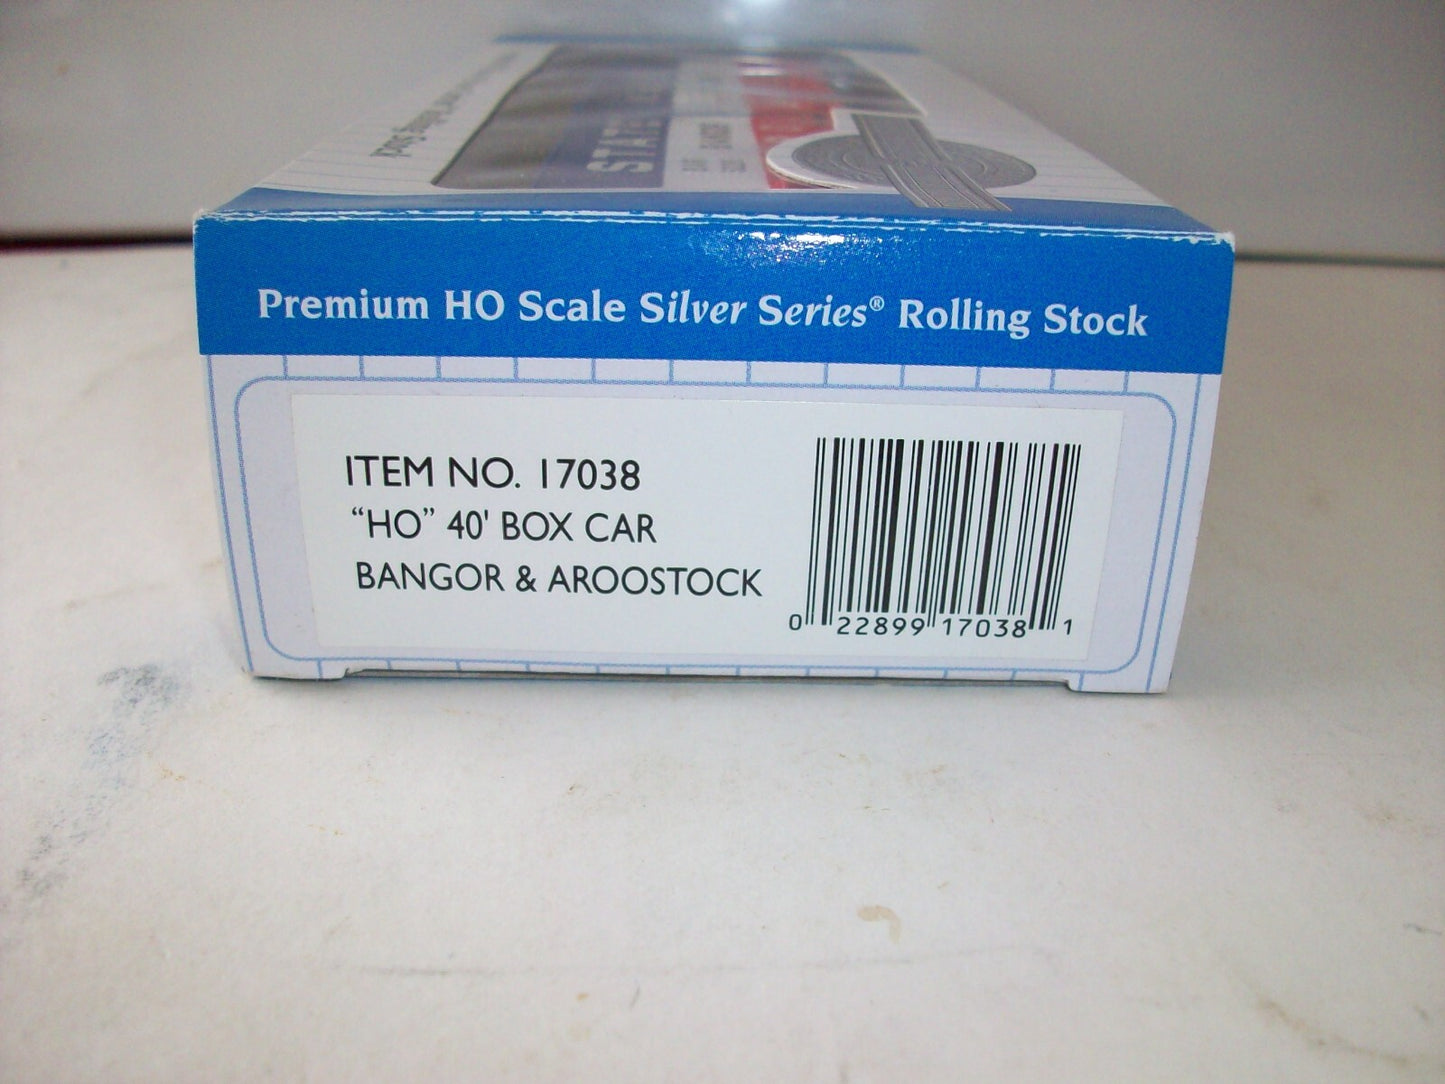 STATE
Premium HO Scale Silver Series® Rolling Stock
ITEM NO. 17038
“HO” 40' BOX CAR
BANGOR & AROOSTOCK
0 22899 17038 1